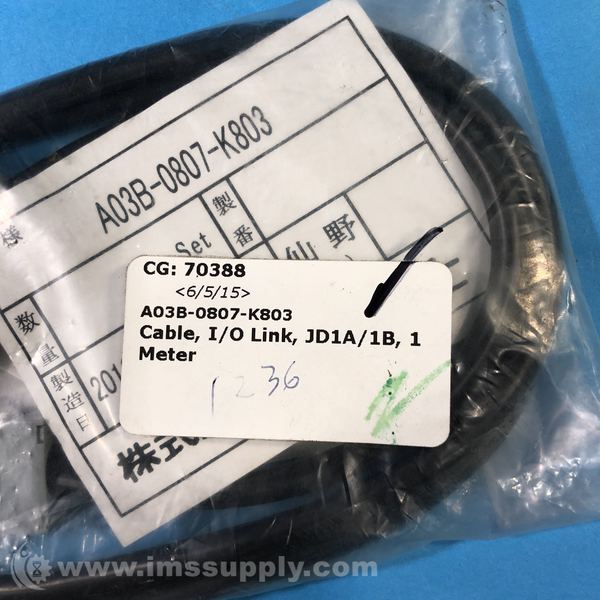 様 A03B-0807-K803
Set 製番
仙野
数量
製造日 201
株式
CG: 70388
<6/5/15>
A03B-0807-K803
Cable, I/O Link, JD1A/1B, 1
Meter
1236
www.imssupply.com